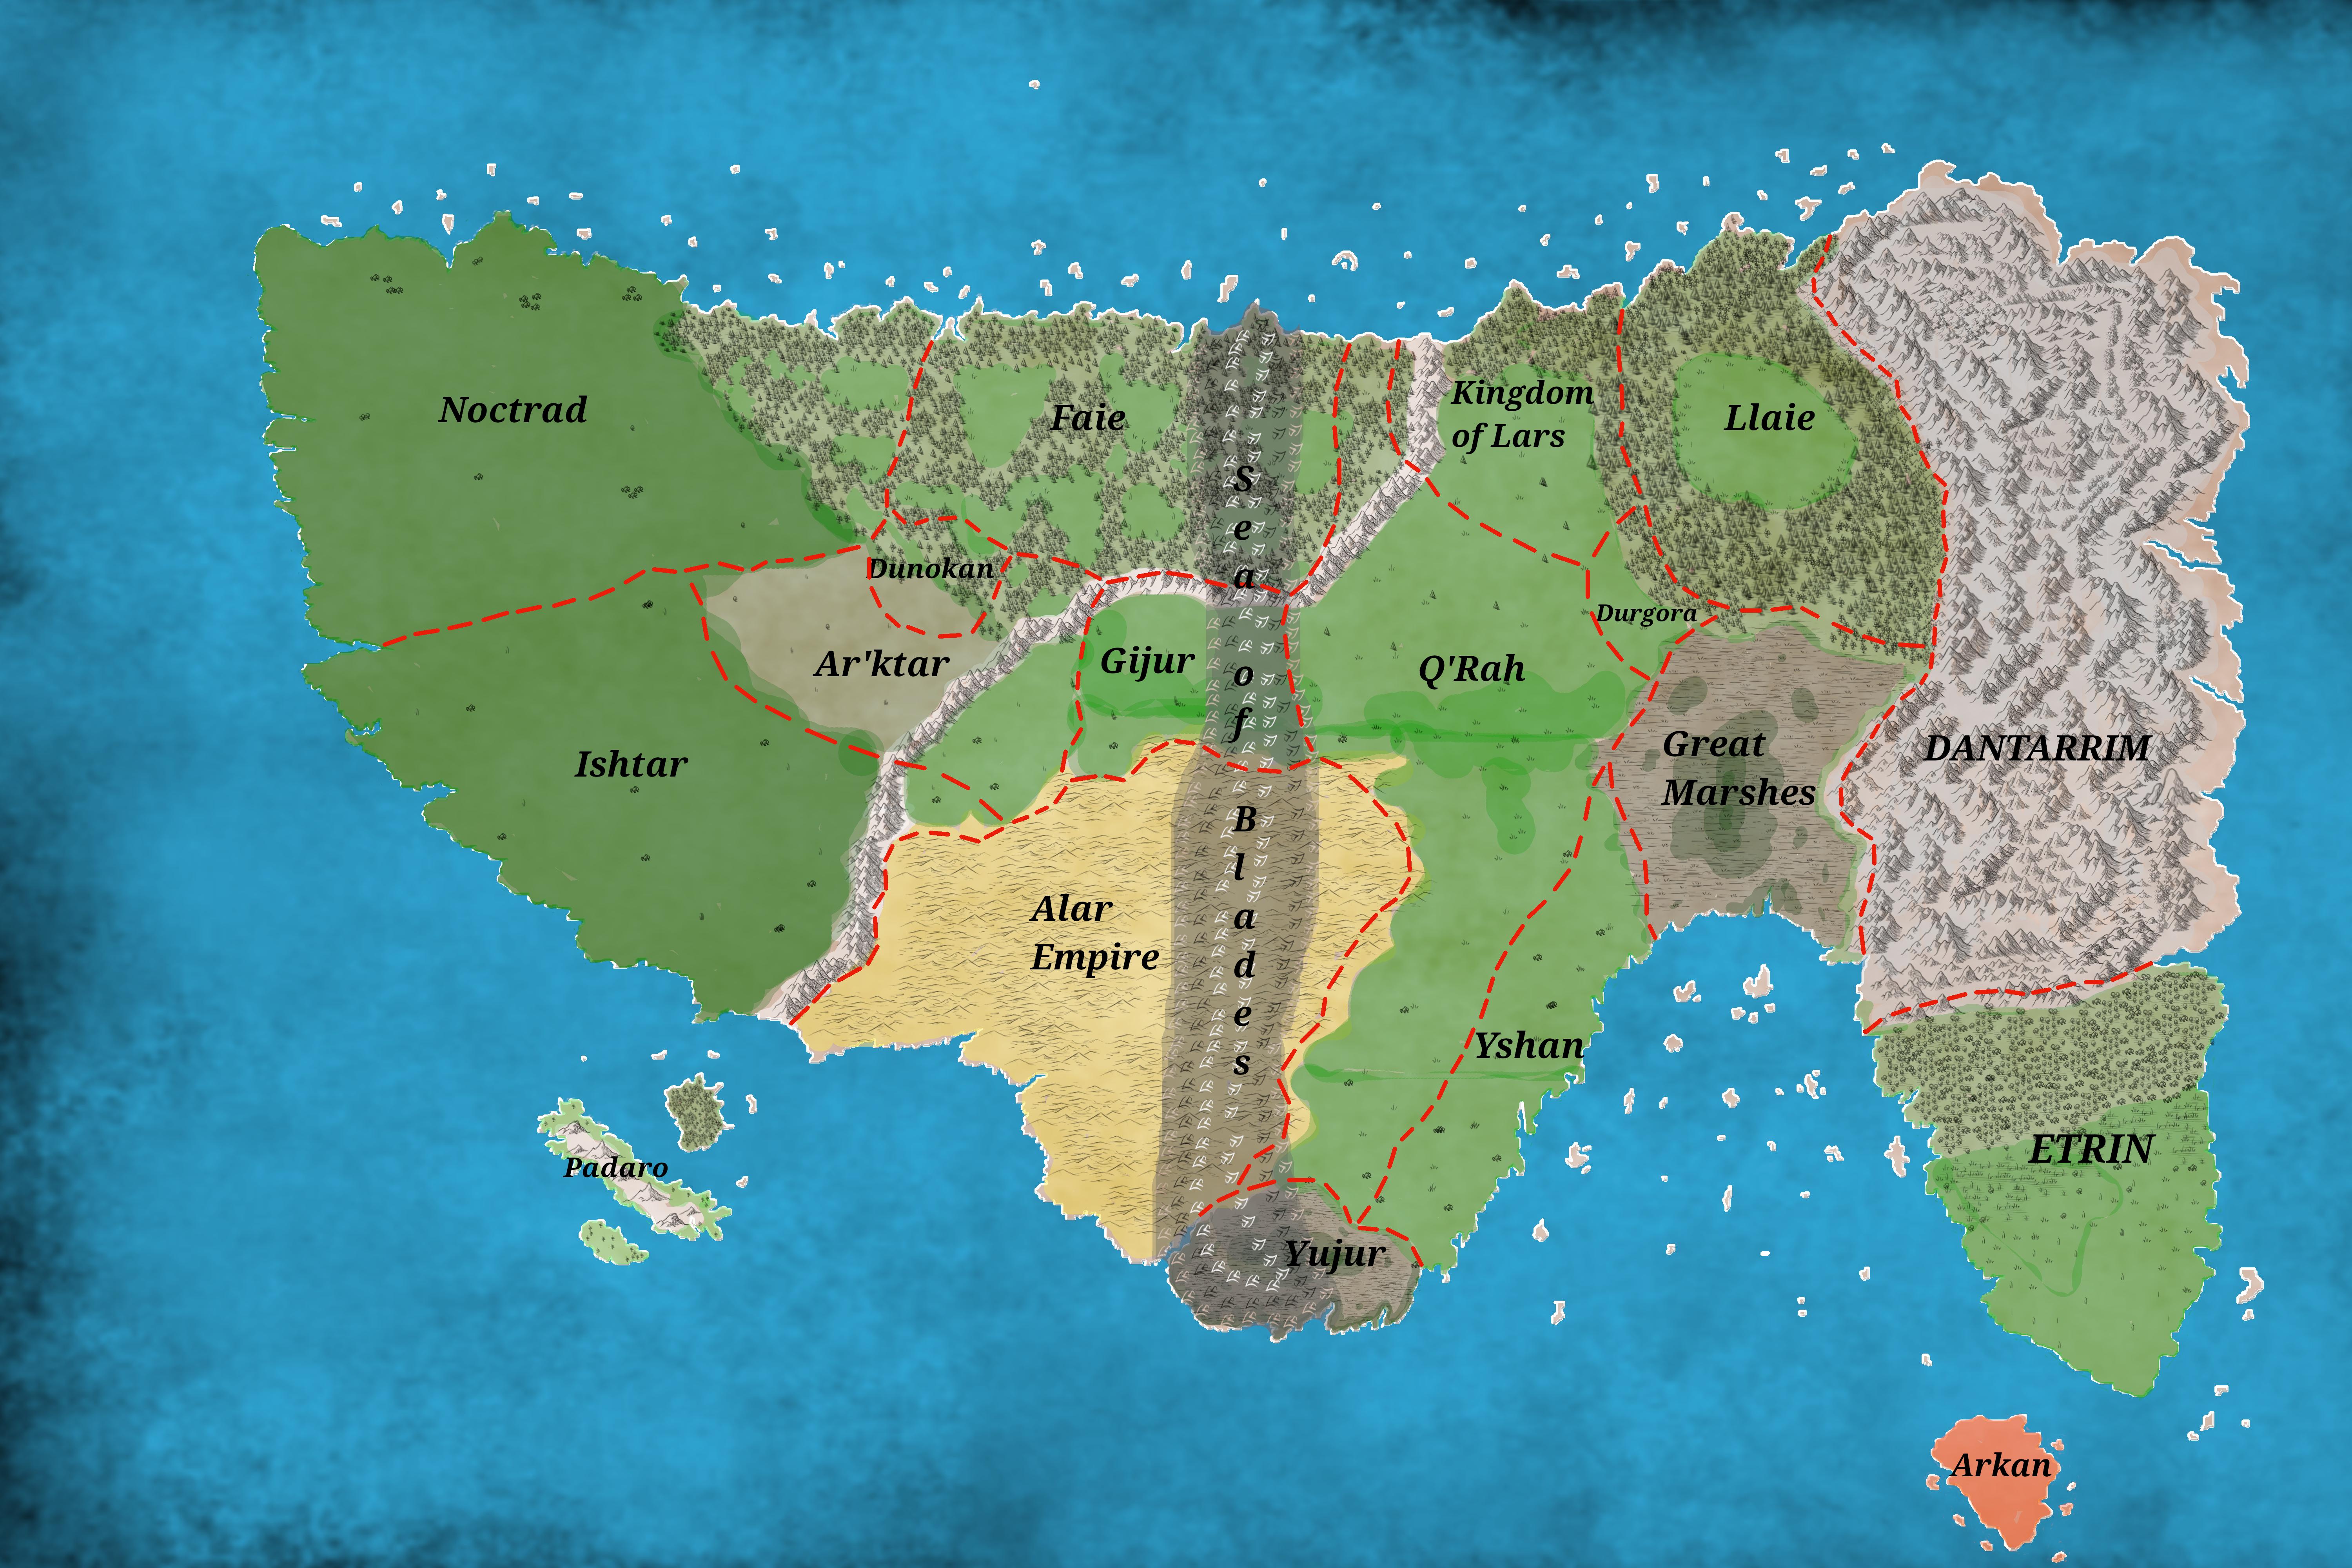 Noctrad
Faie
Kingdom
of Lars
Llaie
Dunokan
Durgora
Ar'ktar
Gijur
Q'Rah
Ishtar
Great
Marshes
DANTARRIM
Sea of Blades
Alar
Empire
Yshan
Padaro
ETRIN
Yujur
Arkan